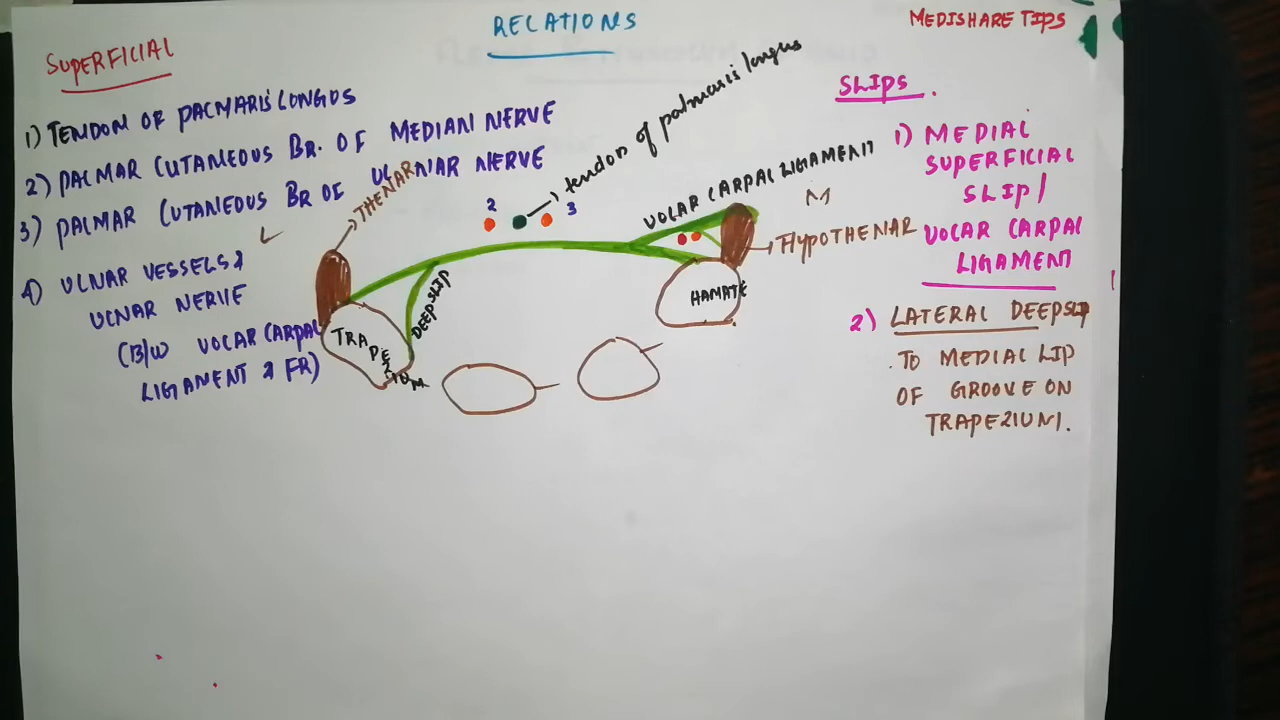 RELATIONS
MEDISHARE TIPS
SUPERFICIAL
1) TENDON OF PALMARIS LONGUS
2) PALMAR CUTANEOUS BR. OF MEDIAN NERVE
3) PALMAR CUTANEOUS BR OF ULNAR NERVE
4) ULNAR VESSELS &
ULNAR NERVE
(B/W VOLAR CARPAL
LIGAMENT & FR)
THENAR
2
3
tendon of palmaris longus
VOLAR CARPAL LIGAMENT
M
HYPOTHENAR
DEEP SLIP
TRAPEZIUM
HAMATE
SLIPS.
1) MEDIAL
SUPERFICIAL
SLIP/
VOLAR CARPAL
LIGAMENT
2) LATERAL DEEP SLIP
TO MEDIAL LIP
OF GROOVE ON
TRAPEZIUM.